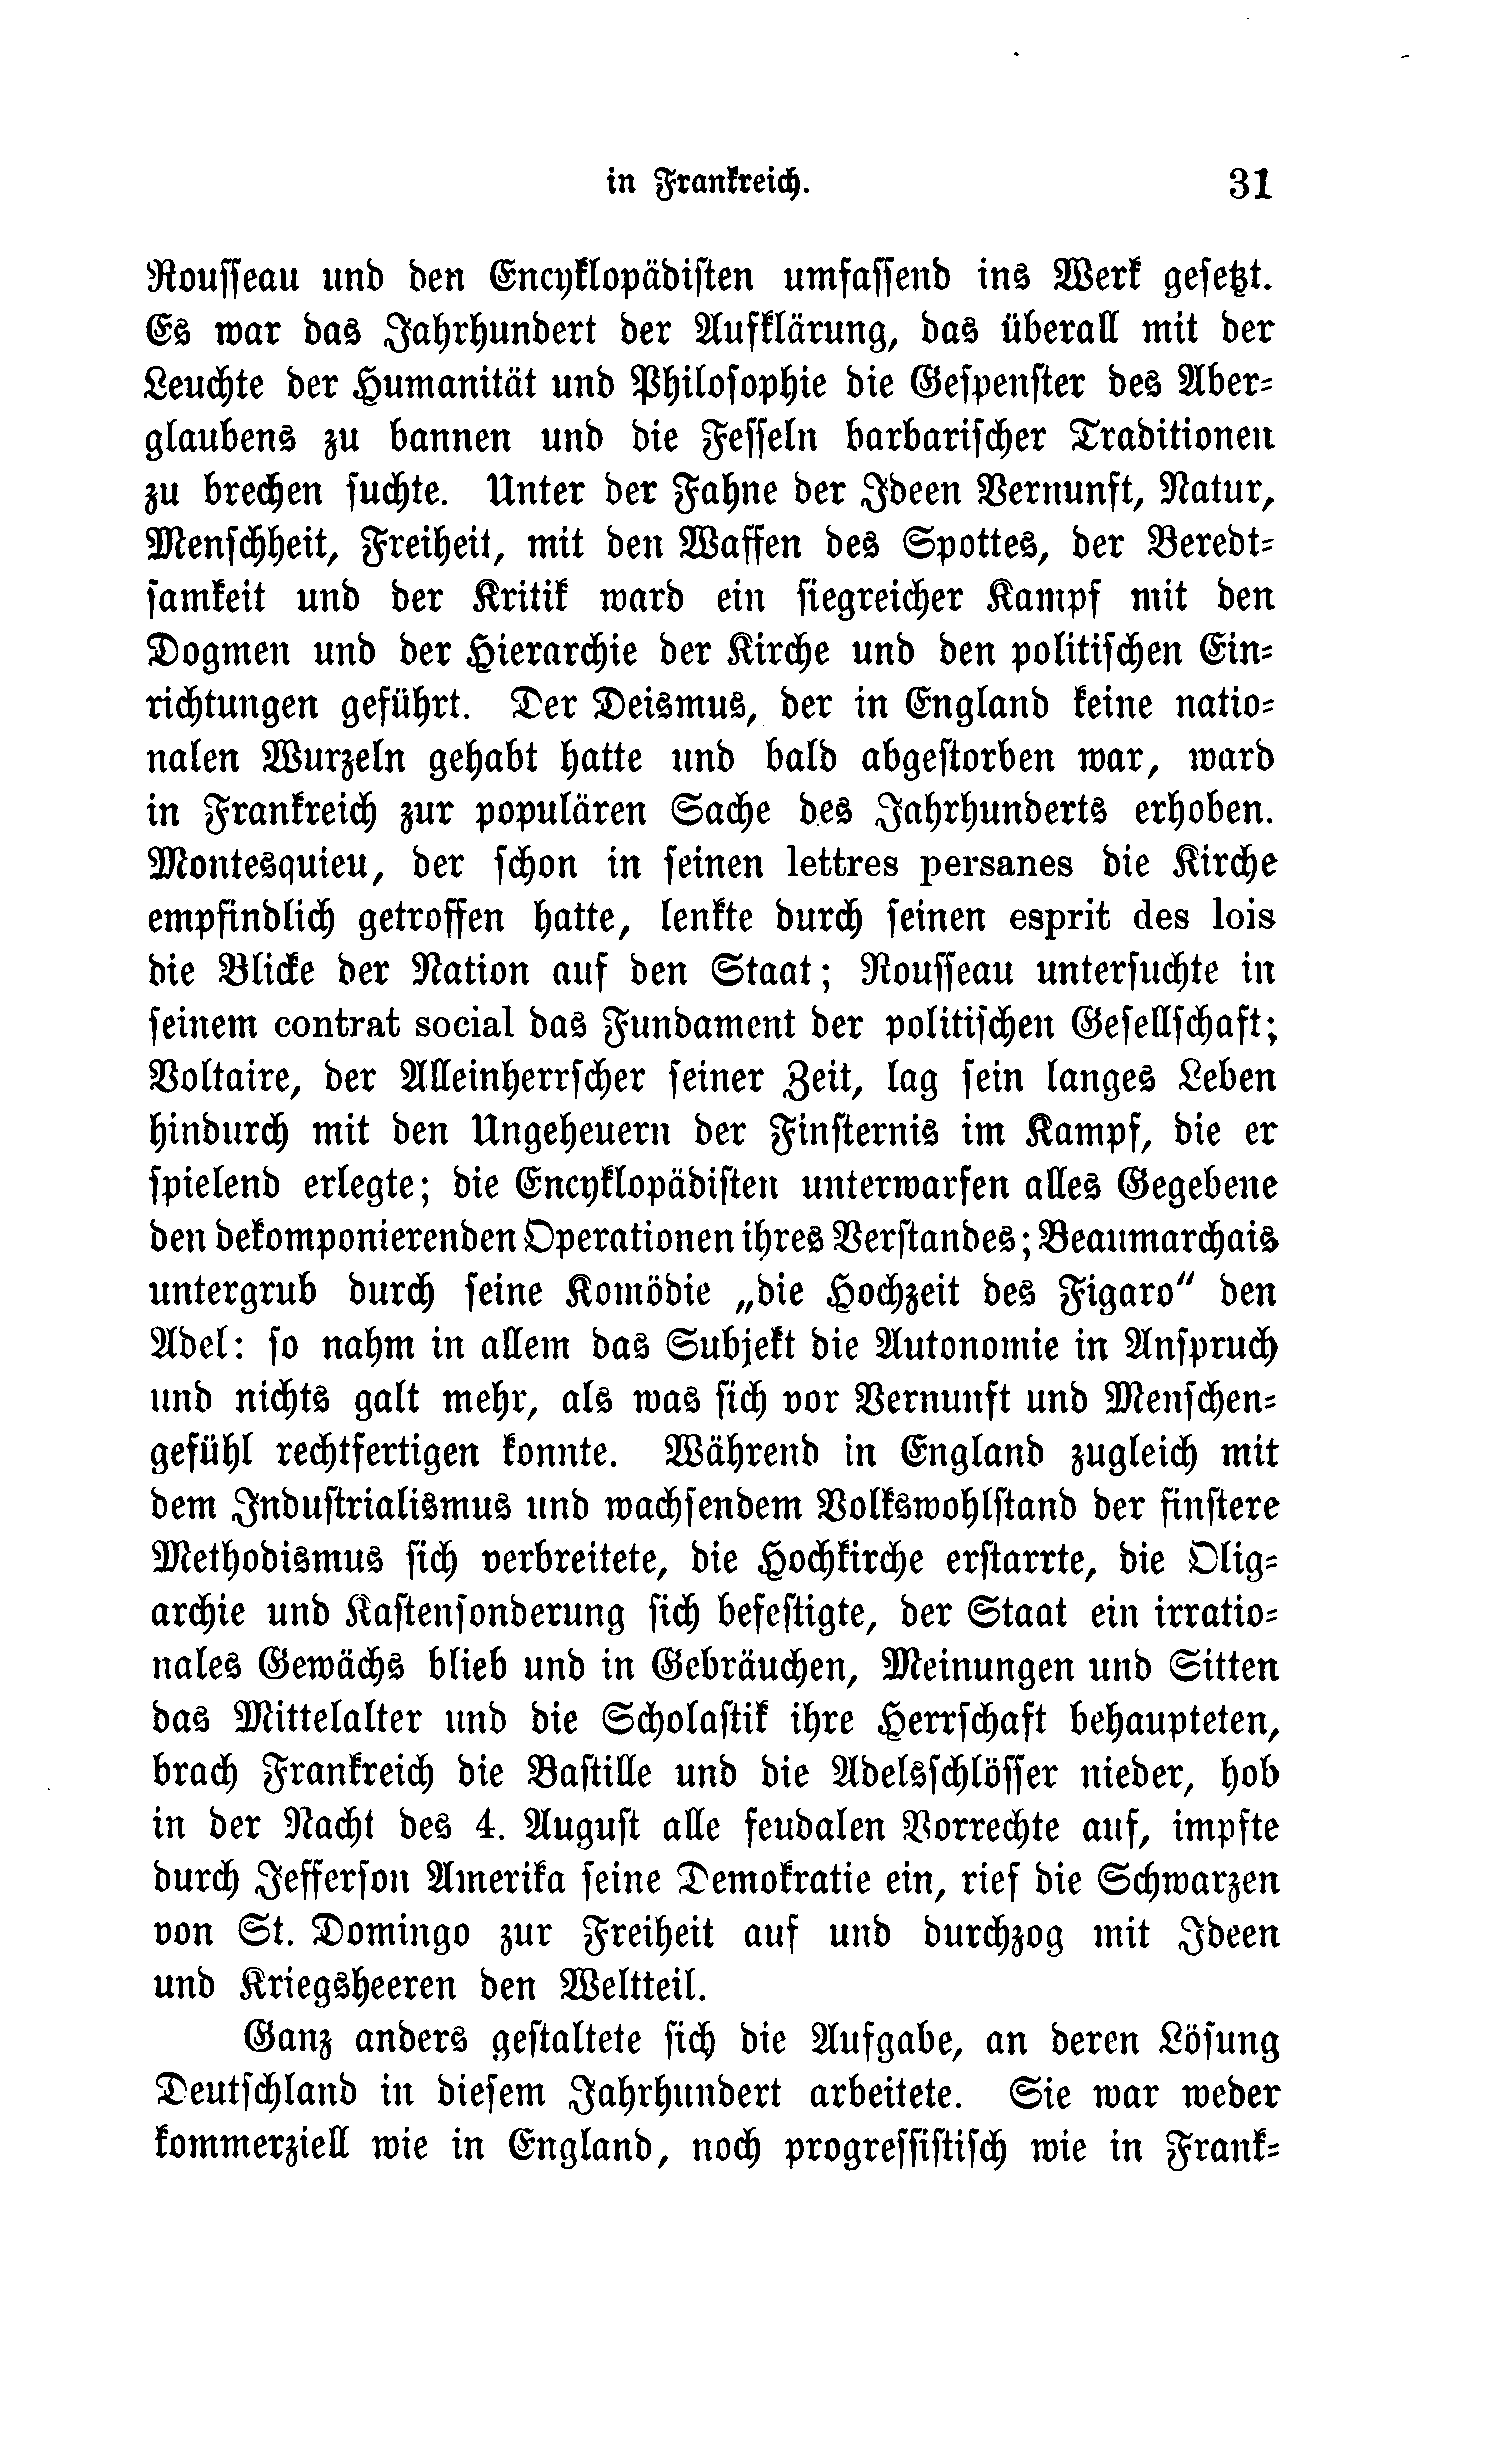 in Frankreich. 31
Rouſſeau und den Encyklopädiſten umfaſſend ins Werk geſetzt.
Es war das Jahrhundert der Aufklärung, das überall mit der
Leuchte der Humanität und Philoſophie die Geſpenſter des Aber-
glaubens zu bannen und die Feſſeln barbariſcher Traditionen
zu brechen ſuchte. Unter der Fahne der Ideen Vernunft, Natur,
Menſchheit, Freiheit, mit den Waffen des Spottes, der Beredt-
ſamkeit und der Kritik ward ein ſiegreicher Kampf mit den
Dogmen und der Hierarchie der Kirche und den politiſchen Ein-
richtungen geführt. Der Deismus, der in England keine natio-
nalen Wurzeln gehabt hatte und bald abgeſtorben war, ward
in Frankreich zur populären Sache des Jahrhunderts erhoben.
Montesquieu, der ſchon in ſeinen lettres persanes die Kirche
empfindlich getroffen hatte, lenkte durch ſeinen esprit des lois
die Blicke der Nation auf den Staat; Rouſſeau unterſuchte in
ſeinem contrat social das Fundament der politiſchen Geſellſchaft;
Voltaire, der Alleinherrſcher ſeiner Zeit, lag ſein langes Leben
hindurch mit den Ungeheuern der Finſternis im Kampf, die er
ſpielend erlegte; die Encyklopädiſten unterwarfen alles Gegebene
den dekomponierenden Operationen ihres Verſtandes; Beaumarchais
untergrub durch ſeine Komödie „die Hochzeit des Figaro“ den
Adel: ſo nahm in allem das Subjekt die Autonomie in Anſpruch
und nichts galt mehr, als was ſich vor Vernunft und Menſchen-
gefühl rechtfertigen konnte. Während in England zugleich mit
dem Induſtrialismus und wachſendem Volkswohlſtand der finſtere
Methodismus ſich verbreitete, die Hochkirche erſtarrte, die Olig-
archie und Kaſtenſonderung ſich befeſtigte, der Staat ein irratio-
nales Gewächs blieb und in Gebräuchen, Meinungen und Sitten
das Mittelalter und die Scholaſtik ihre Herrſchaft behaupteten,
brach Frankreich die Baſtille und die Adelsſchlöſſer nieder, hob
in der Nacht des 4. Auguſt alle feudalen Vorrechte auf, impfte
durch Jefferſon Amerika ſeine Demokratie ein, rief die Schwarzen
von St. Domingo zur Freiheit auf und durchzog mit Ideen
und Kriegsheeren den Weltteil.
Ganz anders geſtaltete ſich die Aufgabe, an deren Löſung
Deutſchland in dieſem Jahrhundert arbeitete. Sie war weder
kommerziell wie in England, noch progreſſiſtiſch wie in Frank-